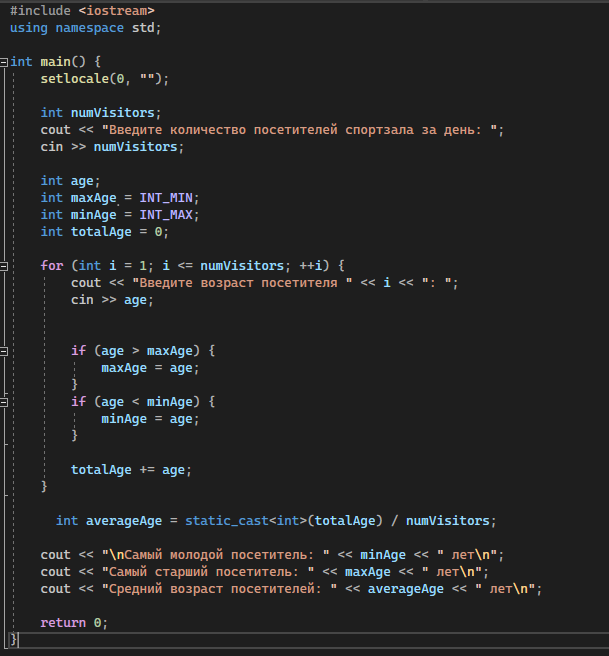 #include <iostream>
using namespace std;
int main() {
setlocale(0, "");
int numVisitors;
cout << "Введите количество посетителей спортзала за день: ";
cin >> numVisitors;
int age;
int maxAge = INT_MIN;
int minAge = INT_MAX;
int totalAge = 0;
for (int i = 1; i <= numVisitors; ++i) {
cout << "Введите возраст посетителя " << i << ": ";
cin >> age;
if (age > maxAge) {
maxAge = age;
}
if (age < minAge) {
minAge = age;
}
totalAge += age;
}
int averageAge = static_cast<int>(totalAge) / numVisitors;
cout << "\nСамый молодой посетитель: " << minAge << " лет\n";
cout << "Самый старший посетитель: " << maxAge << " лет\n";
cout << "Средний возраст посетителей: " << averageAge << " лет\n";
return 0;
}